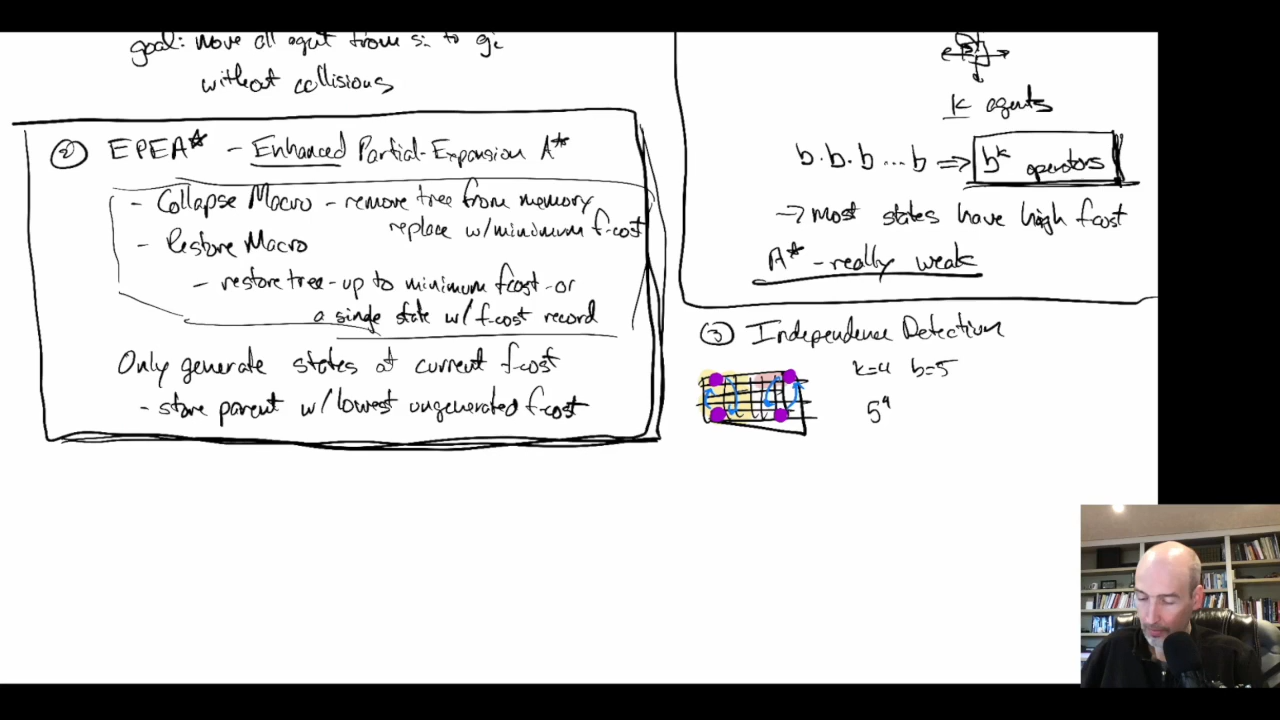 goal: move all agent from si to gi
without collisions
② EPEA* - Enhanced Partial-Expansion A*
- Collapse Macro - remove tree from memory
replace w/minimum f-cost
- Restore Macro
- restore tree - up to minimum fcost - or
a single state w/ f-cost record
Only generate states at current f-cost
- store parent w/ lowest ungenerated f-cost
k agents
b·b·b ... b => b^k operators
→ most states have high fcost
A* - really weak
③ Independence Detection
k=4 b=5
5^4